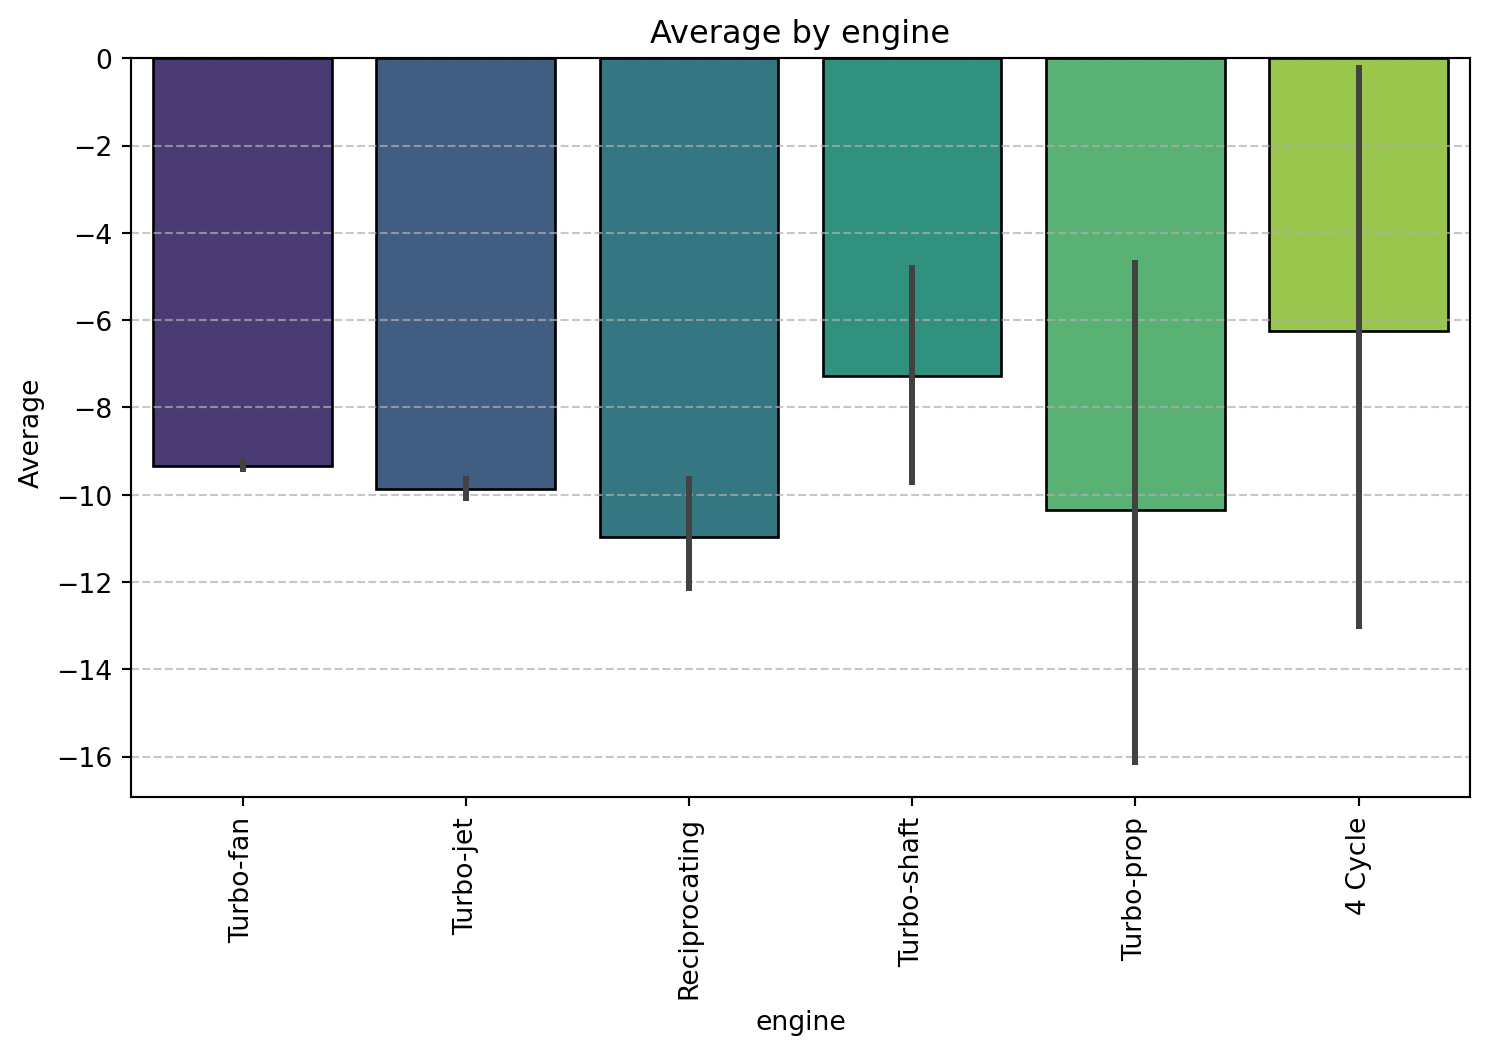 Average by engine
0
−2
−4
−6
−8
−10
−12
−14
−16
Average
Turbo-fan
Turbo-jet
Reciprocating
Turbo-shaft
Turbo-prop
4 Cycle
engine